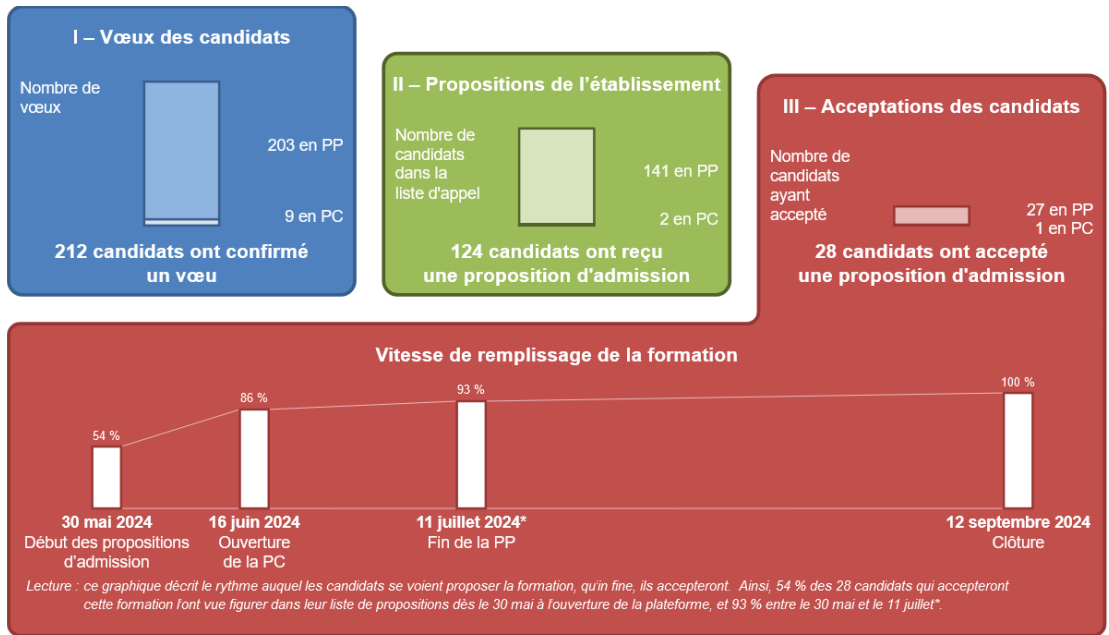 I – Vœux des candidats
Nombre de
vœux
203 en PP
9 en PC
212 candidats ont confirmé
un vœu
II – Propositions de l'établissement
Nombre de
candidats
dans la
liste d'appel
141 en PP
2 en PC
124 candidats ont reçu
une proposition d'admission
III – Acceptations des candidats
Nombre de
candidats
ayant
accepté
27 en PP
1 en PC
28 candidats ont accepté
une proposition d'admission
Vitesse de remplissage de la formation
54 %
86 %
93 %
100 %
30 mai 2024
Début des propositions
d'admission
16 juin 2024
Ouverture
de la PC
11 juillet 2024*
Fin de la PP
12 septembre 2024
Clôture
Lecture : ce graphique décrit le rythme auquel les candidats se voient proposer la formation, qu'in fine, ils accepteront. Ainsi, 54 % des 28 candidats qui accepteront
cette formation l'ont vue figurer dans leur liste de propositions dès le 30 mai à l'ouverture de la plateforme, et 93 % entre le 30 mai et le 11 juillet*.